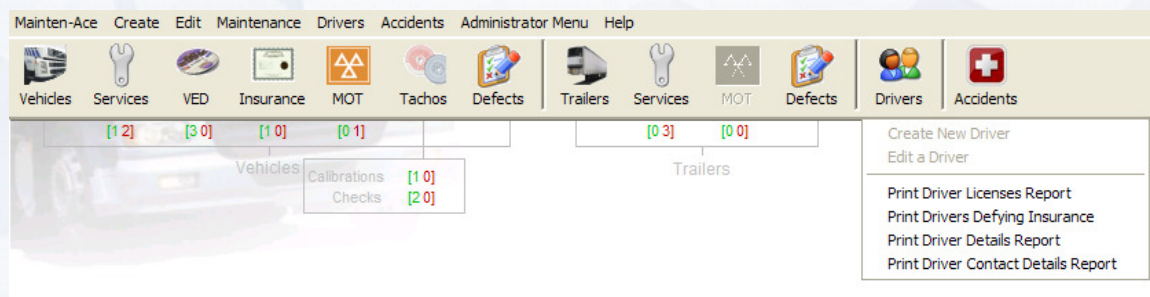 Mainten-Ace Create Edit Maintenance Drivers Accidents Administrator Menu Help
Vehicles Services VED Insurance MOT Tachos Defects Trailers Services MOT Defects Drivers Accidents
[1 2] [3 0] [1 0] [0 1] [0 3] [0 0]
Vehicles Trailers
Calibrations [1 0]
Checks [2 0]
Create New Driver
Edit a Driver
Print Driver Licenses Report
Print Drivers Defying Insurance
Print Driver Details Report
Print Driver Contact Details Report